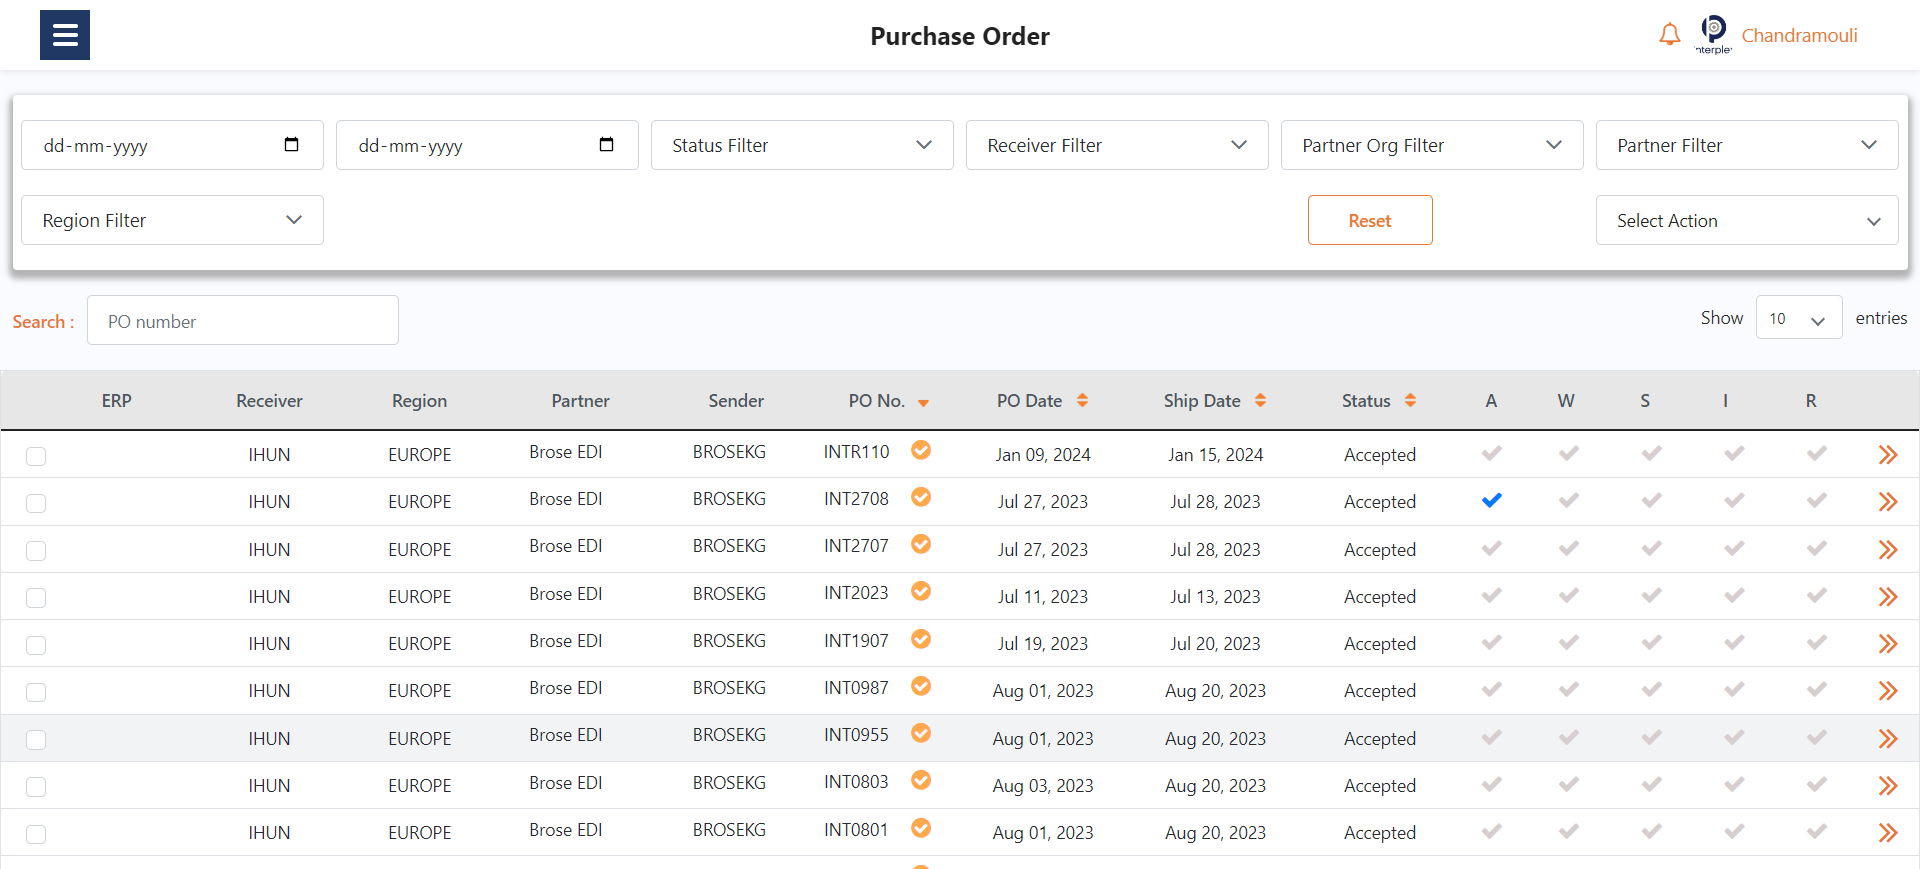 Purchase Order
nterple
Chandramouli
dd-mm-yyyy dd-mm-yyyy Status Filter Receiver Filter Partner Org Filter Partner Filter
Region Filter Reset Select Action
Search : PO number Show 10 entries
ERP Receiver Region Partner Sender PO No. PO Date Ship Date Status A W S I R
IHUN EUROPE Brose EDI BROSEKG INTR110 Jan 09, 2024 Jan 15, 2024 Accepted
IHUN EUROPE Brose EDI BROSEKG INT2708 Jul 27, 2023 Jul 28, 2023 Accepted
IHUN EUROPE Brose EDI BROSEKG INT2707 Jul 27, 2023 Jul 28, 2023 Accepted
IHUN EUROPE Brose EDI BROSEKG INT2023 Jul 11, 2023 Jul 13, 2023 Accepted
IHUN EUROPE Brose EDI BROSEKG INT1907 Jul 19, 2023 Jul 20, 2023 Accepted
IHUN EUROPE Brose EDI BROSEKG INT0987 Aug 01, 2023 Aug 20, 2023 Accepted
IHUN EUROPE Brose EDI BROSEKG INT0955 Aug 01, 2023 Aug 20, 2023 Accepted
IHUN EUROPE Brose EDI BROSEKG INT0803 Aug 03, 2023 Aug 20, 2023 Accepted
IHUN EUROPE Brose EDI BROSEKG INT0801 Aug 01, 2023 Aug 20, 2023 Accepted